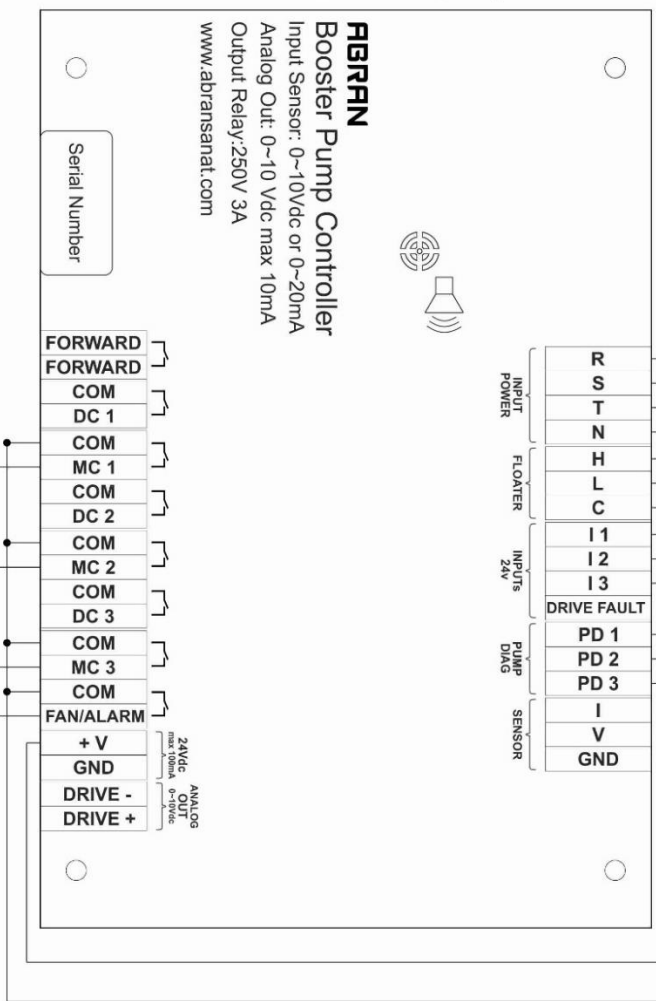 ABRAN
Booster Pump Controller
Input Sensor: 0~10Vdc or 0~20mA
Analog Out: 0~10 Vdc max 10mA
Output Relay:250V 3A
www.abransanat.com
Serial Number
FORWARD
FORWARD
COM
DC 1
COM
MC 1
COM
DC 2
COM
MC 2
COM
DC 3
COM
MC 3
COM
FAN/ALARM
+ V
GND
24Vdc
max 100mA
DRIVE -
DRIVE +
ANALOG
OUT
0~10Vdc
R
S
T
N
INPUT
POWER
H
L
C
FLOATER
I 1
I 2
I 3
DRIVE FAULT
INPUTs
24v
PD 1
PD 2
PD 3
PUMP
DIAG
I
V
GND
SENSOR